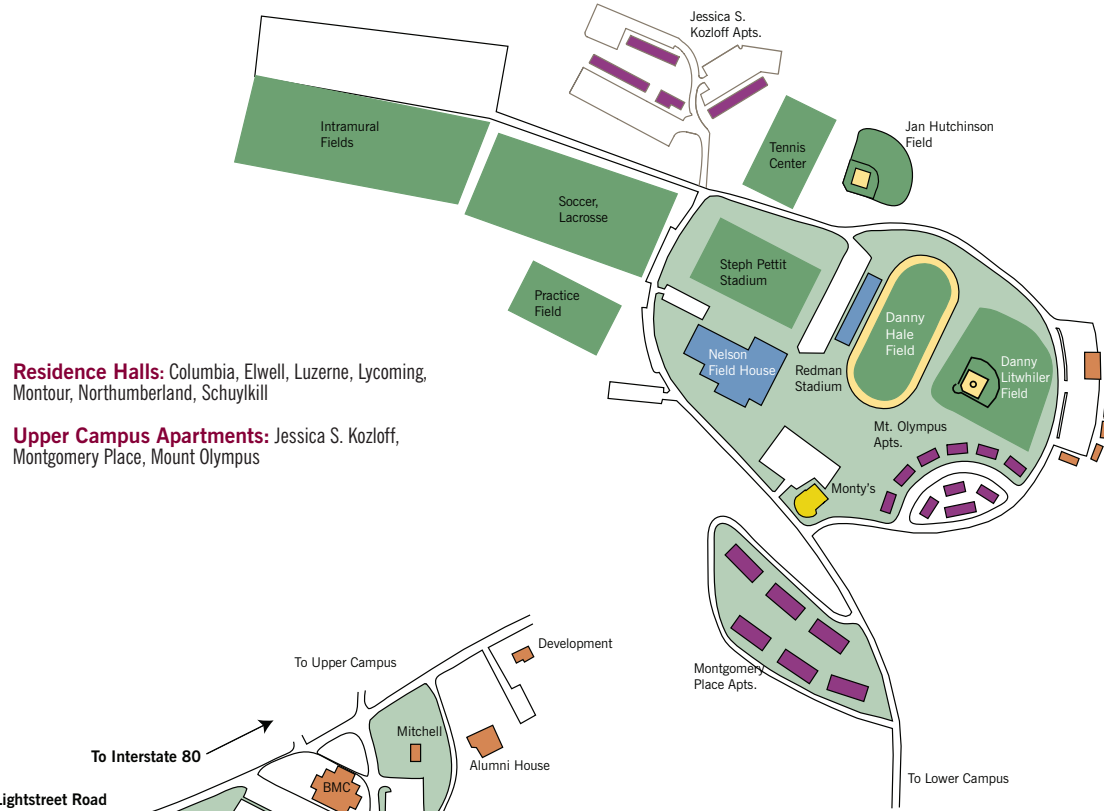 Jessica S.
Kozloff Apts.
Intramural
Fields
Jan Hutchinson
Field
Tennis
Center
Soccer,
Lacrosse
Steph Pettit
Stadium
Practice
Field
Danny
Hale
Field
Nelson
Field House
Redman
Stadium
Danny
Litwhiler
Field
Residence Halls: Columbia, Elwell, Luzerne, Lycoming,
Montour, Northumberland, Schuylkill
Upper Campus Apartments: Jessica S. Kozloff,
Montgomery Place, Mount Olympus
Mt. Olympus
Apts.
Monty's
Development
To Upper Campus
Montgomery
Place Apts.
Mitchell
To Interstate 80
Alumni House
BMC
To Lower Campus
Lightstreet Road